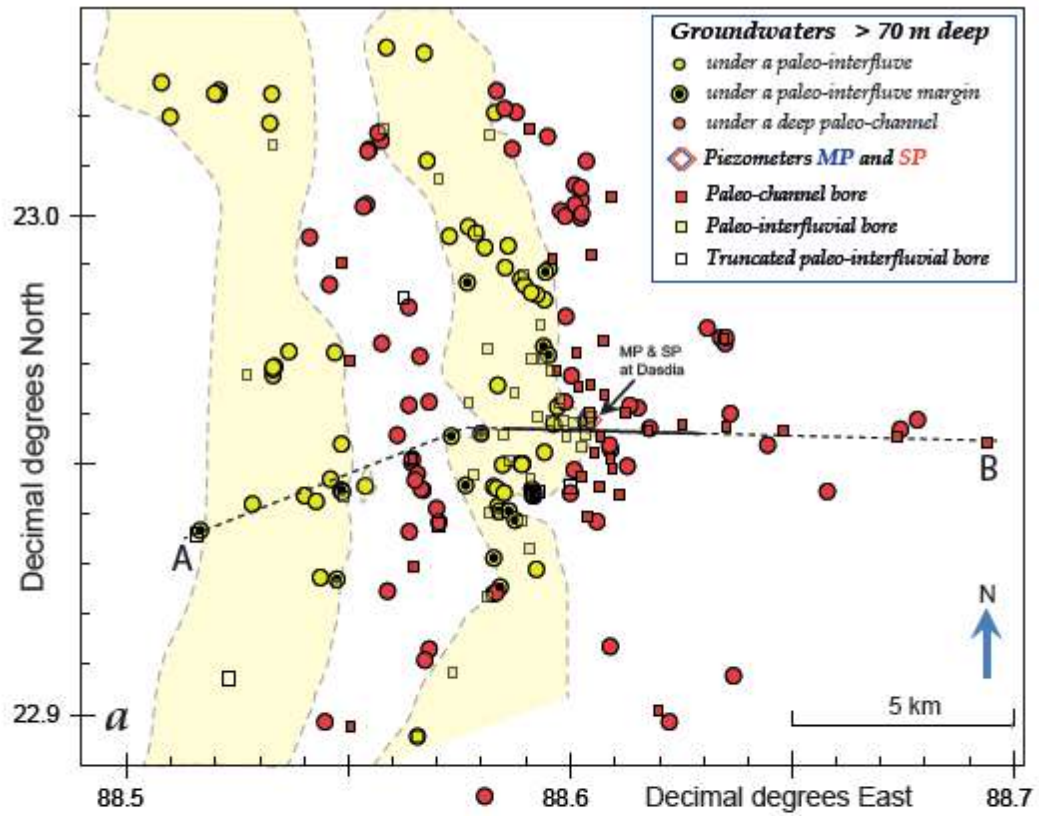 Groundwaters > 70 m deep
under a paleo-interfluve
under a paleo-interfluve margin
under a deep paleo-channel
Piezometers MP and SP
Paleo-channel bore
Paleo-interfluvial bore
Truncated paleo-interfluvial bore
23.0
MP & SP
at Dasdia
Decimal degrees North
A
B
N
22.9
a
5 km
88.5
88.6
Decimal degrees East
88.7